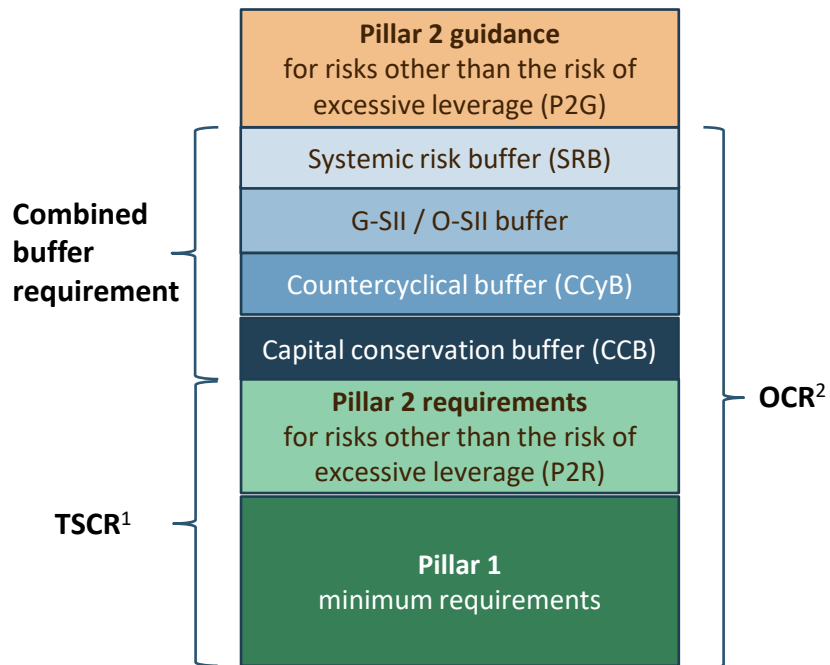 Pillar 2 guidance
for risks other than the risk of
excessive leverage (P2G)
Systemic risk buffer (SRB)
G-SII / O-SII buffer
Countercyclical buffer (CCyB)
Capital conservation buffer (CCB)
Combined
buffer
requirement
Pillar 2 requirements
for risks other than the risk of
excessive leverage (P2R)
OCR²
TSCR¹
Pillar 1
minimum requirements